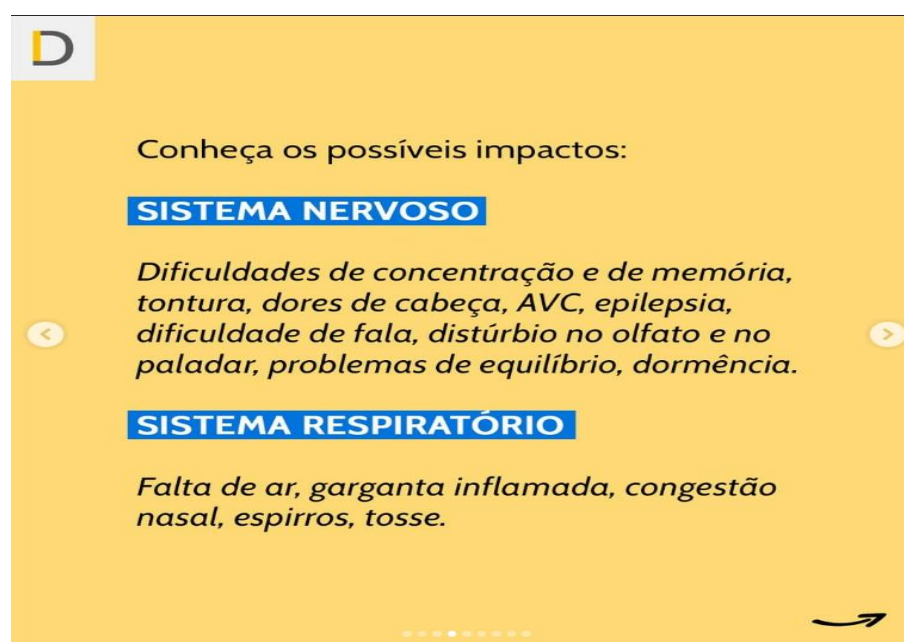 D
Conheça os possíveis impactos:
SISTEMA NERVOSO
Dificuldades de concentração e de memória,
tontura, dores de cabeça, AVC, epilepsia,
dificuldade de fala, distúrbio no olfato e no
paladar, problemas de equilíbrio, dormência.
SISTEMA RESPIRATÓRIO
Falta de ar, garganta inflamada, congestão
nasal, espirros, tosse.